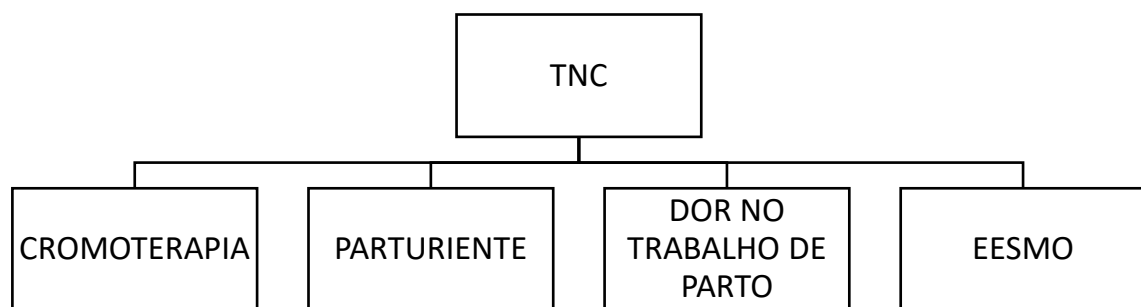 TNC
CROMOTERAPIA
PARTURIENTE
DOR NO
TRABALHO DE
PARTO
EESMO